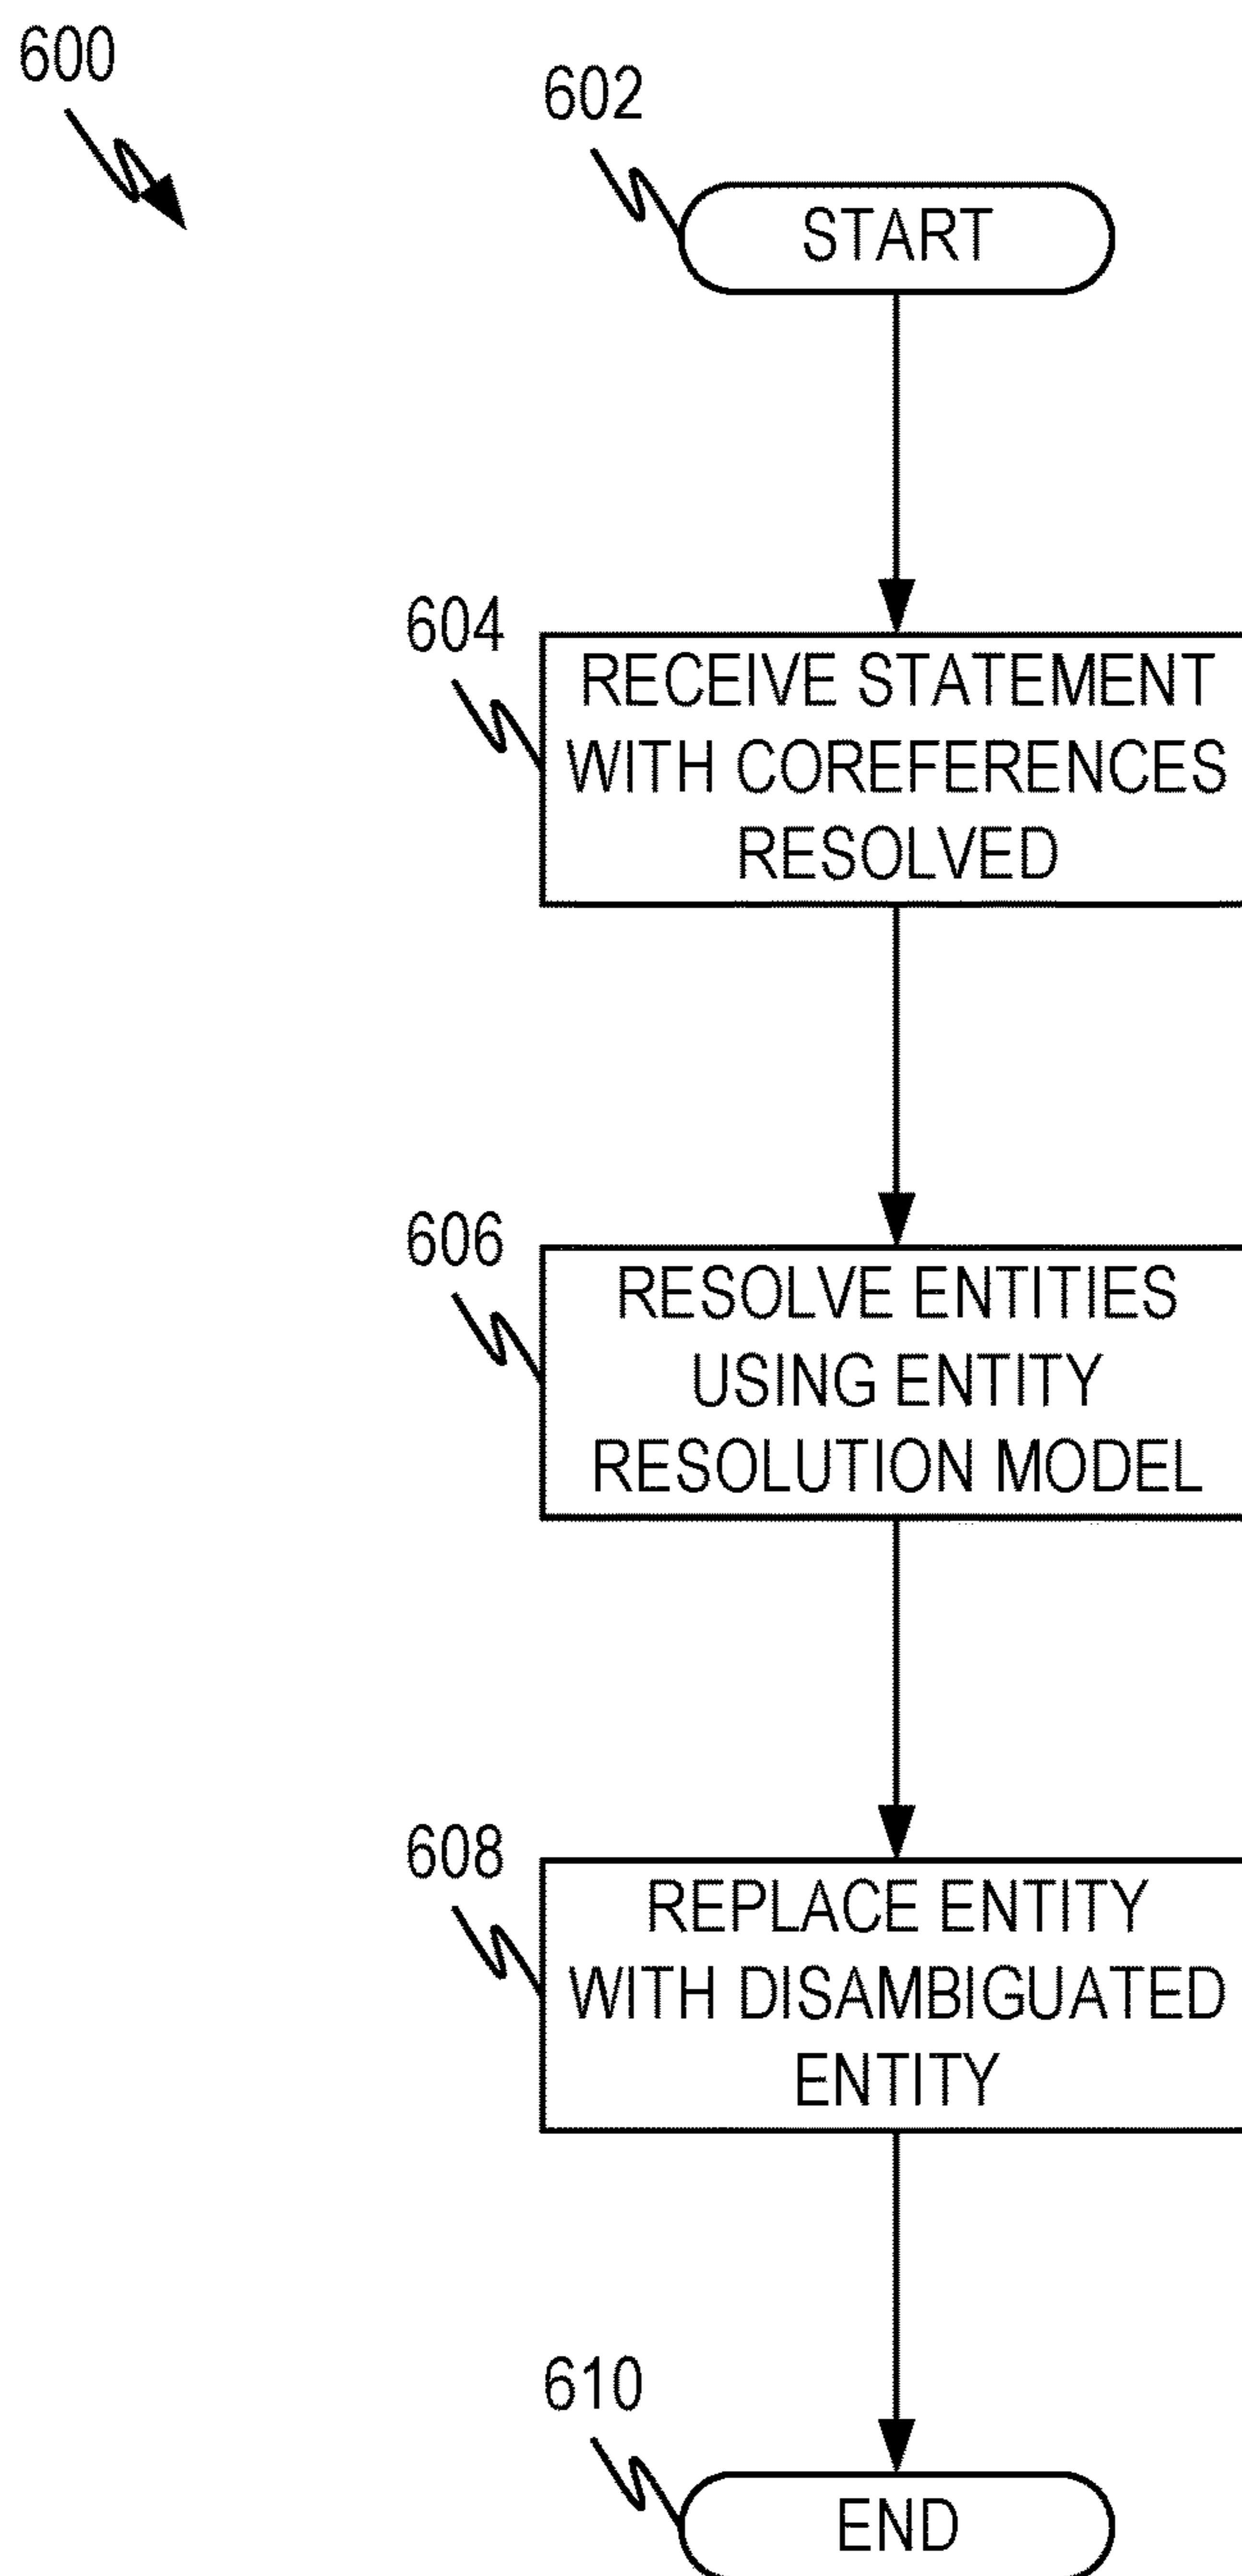 600
602
START
604
RECEIVE STATEMENT
WITH COREFERENCES
RESOLVED
606
RESOLVE ENTITIES
USING ENTITY
RESOLUTION MODEL
608
REPLACE ENTITY
WITH DISAMBIGUATED
ENTITY
610
END